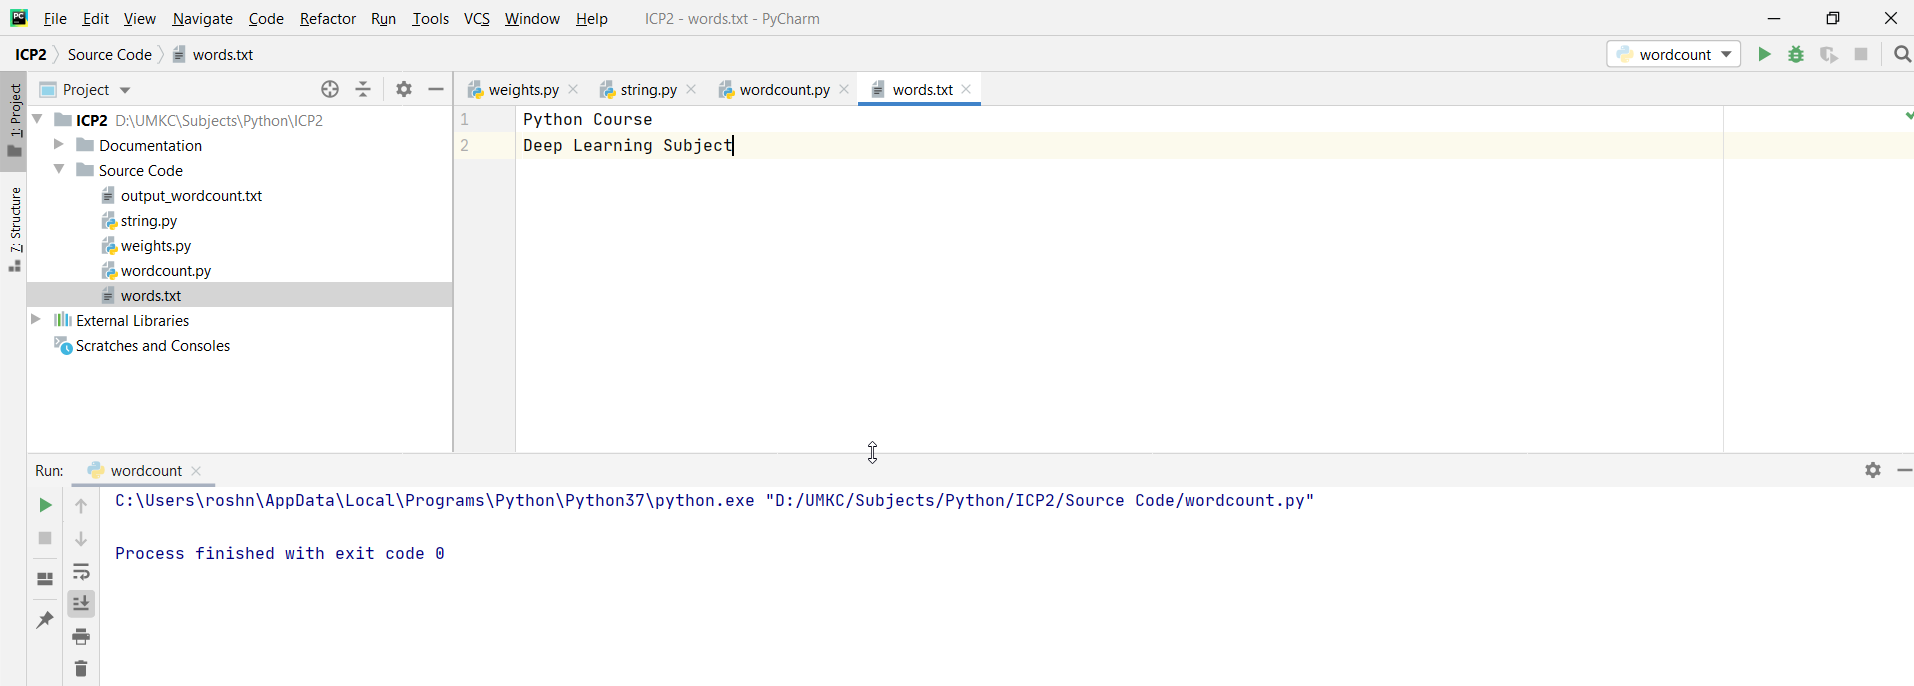 File Edit View Navigate Code Refactor Run Tools VCS Window Help ICP2 - words.txt - PyCharm
ICP2 Source Code words.txt wordcount
1: Project
7: Structure
Project
ICP2 D:\UMKC\Subjects\Python\ICP2
Documentation
Source Code
output_wordcount.txt
string.py
weights.py
wordcount.py
words.txt
External Libraries
Scratches and Consoles
weights.py string.py wordcount.py words.txt
1 Python Course
2 Deep Learning Subject
Run: wordcount
C:\Users\roshn\AppData\Local\Programs\Python\Python37\python.exe "D:/UMKC/Subjects/Python/ICP2/Source Code/wordcount.py"
Process finished with exit code 0